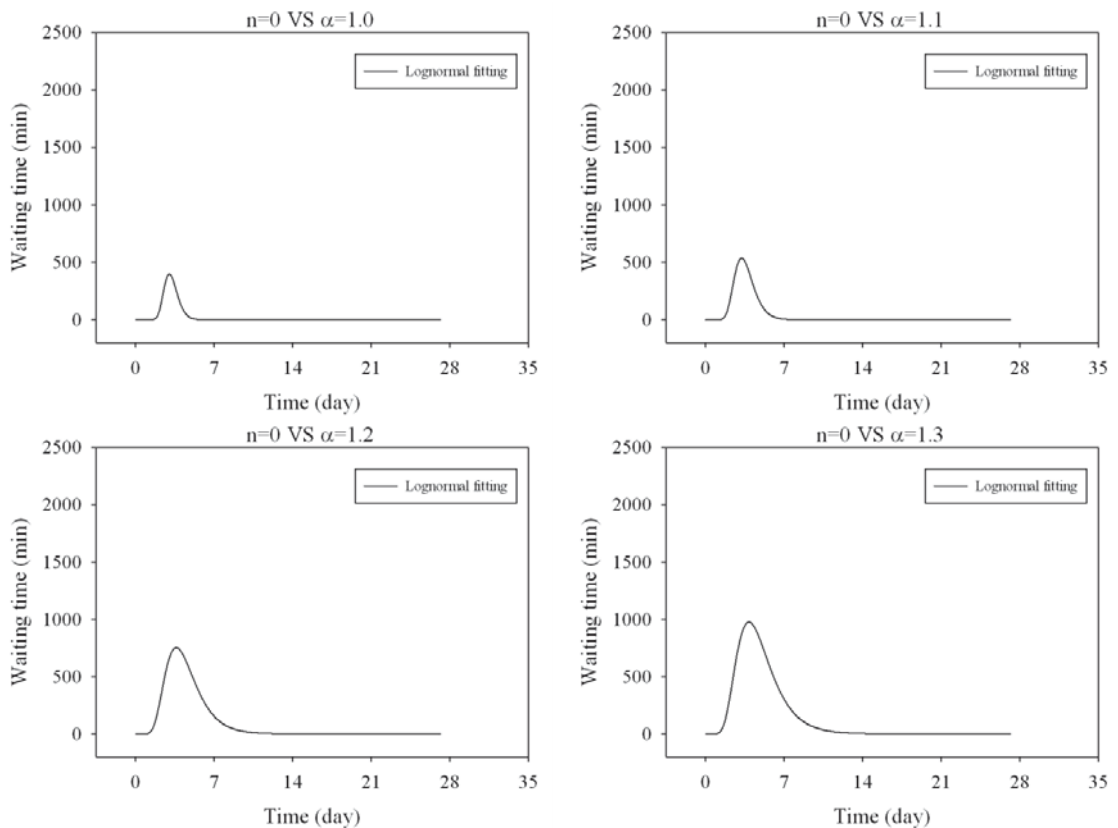 n=0 VS α=1.0
2500
2000
1500
1000
500
0
Waiting time (min)
Lognormal fitting
0 7 14 21 28 35
Time (day)
n=0 VS α=1.1
2500
2000
1500
1000
500
0
Waiting time (min)
Lognormal fitting
0 7 14 21 28 35
Time (day)
n=0 VS α=1.2
2500
2000
1500
1000
500
0
Waiting time (min)
Lognormal fitting
0 7 14 21 28 35
Time (day)
n=0 VS α=1.3
2500
2000
1500
1000
500
0
Waiting time (min)
Lognormal fitting
0 7 14 21 28 35
Time (day)